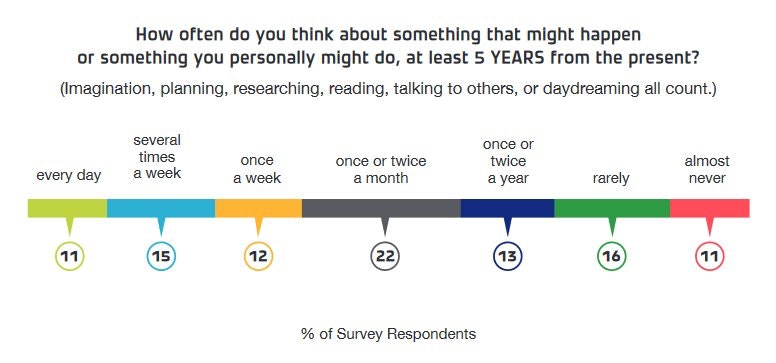 How often do you think about something that might happen
or something you personally might do, at least 5 YEARS from the present?
(Imagination, planning, researching, reading, talking to others, or daydreaming all count.)
every day
several
times
a week
once
a week
once or twice
a month
once or
twice
a year
rarely
almost
never
11
15
12
22
13
16
11
% of Survey Respondents